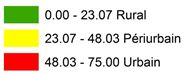 0.00 - 23.07 Rural
23.07 - 48.03 Périurbain
48.03 - 75.00 Urbain